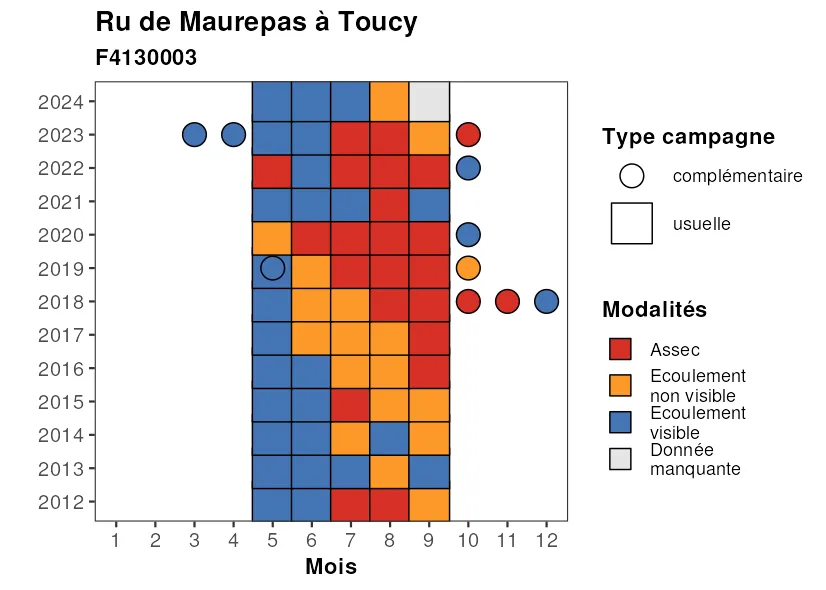 Ru de Maurepas à Toucy
F4130003
2024
2023
2022
2021
2020
2019
2018
2017
2016
2015
2014
2013
2012
1 2 3 4 5 6 7 8 9 10 11 12
Mois
Type campagne
complémentaire
usuelle
Modalités
Assec
Ecoulement
non visible
Ecoulement
visible
Donnée
manquante